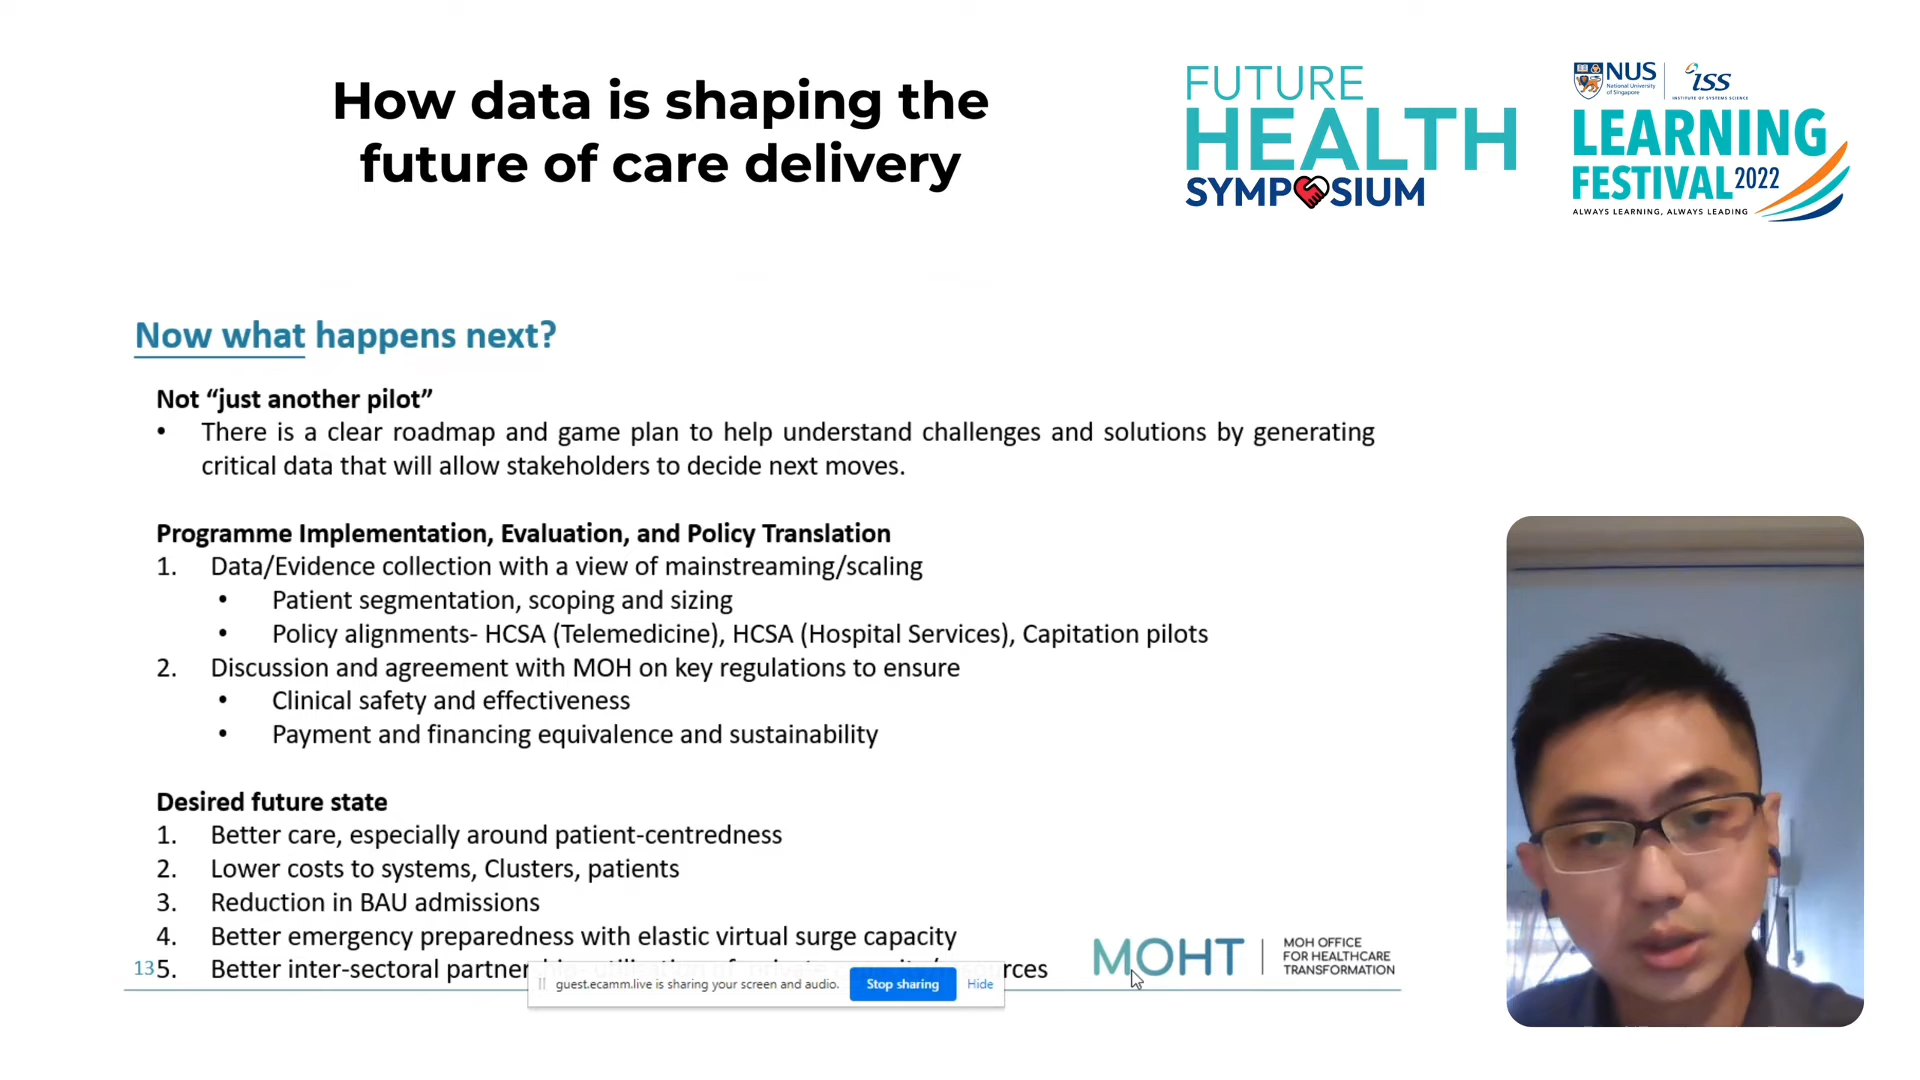 How data is shaping the
future of care delivery
FUTURE
HEALTH
SYMPOSIUM
NUS
National University
of Singapore
iSS
INSTITUTE OF SYSTEMS SCIENCE
LEARNING
FESTIVAL 2022
ALWAYS LEARNING, ALWAYS LEADING
Now what happens next?
Not “just another pilot”
• There is a clear roadmap and game plan to help understand challenges and solutions by generating
critical data that will allow stakeholders to decide next moves.
Programme Implementation, Evaluation, and Policy Translation
1. Data/Evidence collection with a view of mainstreaming/scaling
• Patient segmentation, scoping and sizing
• Policy alignments- HCSA (Telemedicine), HCSA (Hospital Services), Capitation pilots
2. Discussion and agreement with MOH on key regulations to ensure
• Clinical safety and effectiveness
• Payment and financing equivalence and sustainability
Desired future state
1. Better care, especially around patient-centredness
2. Lower costs to systems, Clusters, patients
3. Reduction in BAU admissions
4. Better emergency preparedness with elastic virtual surge capacity
5. Better inter-sectoral
13
guest.ecamm.live is sharing your screen and audio.
Stop sharing
Hide
MOHT
MOH OFFICE
FOR HEALTHCARE
TRANSFORMATION